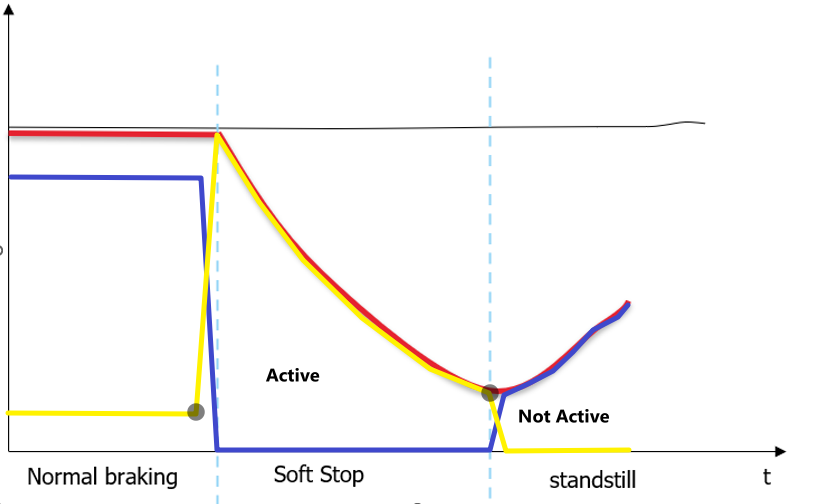 Active
Not Active
Normal braking
Soft Stop
standstill
t